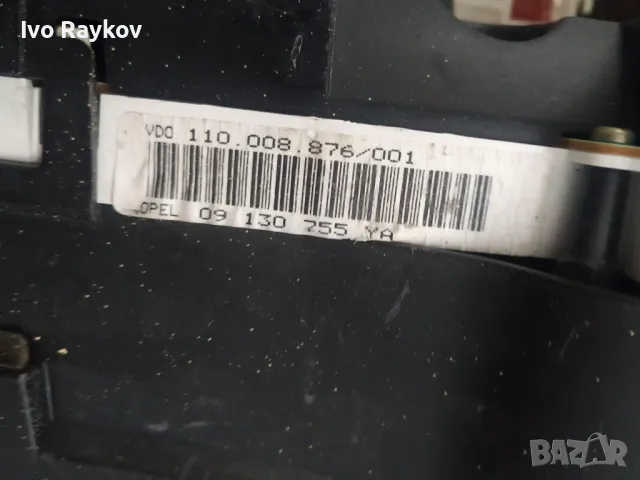 Ivo Raykov
VDO 110.008.876/001
OPEL 09 130 755 YA
BAZAR